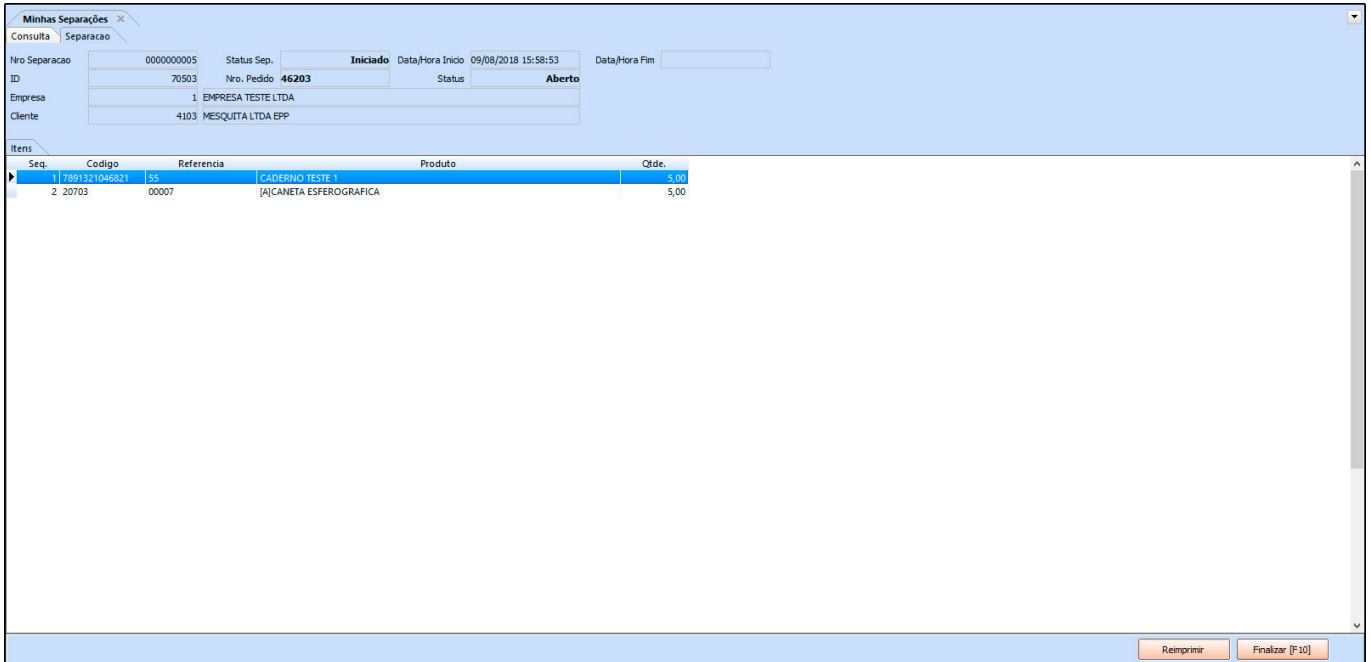 Minhas Separações
Consulta Separacao
Nro Separacao 0000000005 Status Sep. Iniciado Data/Hora Inicio 09/08/2018 15:58:53 Data/Hora Fim
ID 70503 Nro. Pedido 46203 Status Aberto
Empresa 1 EMPRESA TESTE LTDA
Cliente 4103 MESQUITA LTDA EPP
Itens
Seq. Codigo Referencia Produto Qtde.
1 7891321046821 55 CADERNO TESTE 1 5,00
2 20703 00007 [A]CANETA ESFEROGRAFICA 5,00
Reimprimir Finalizar [F10]